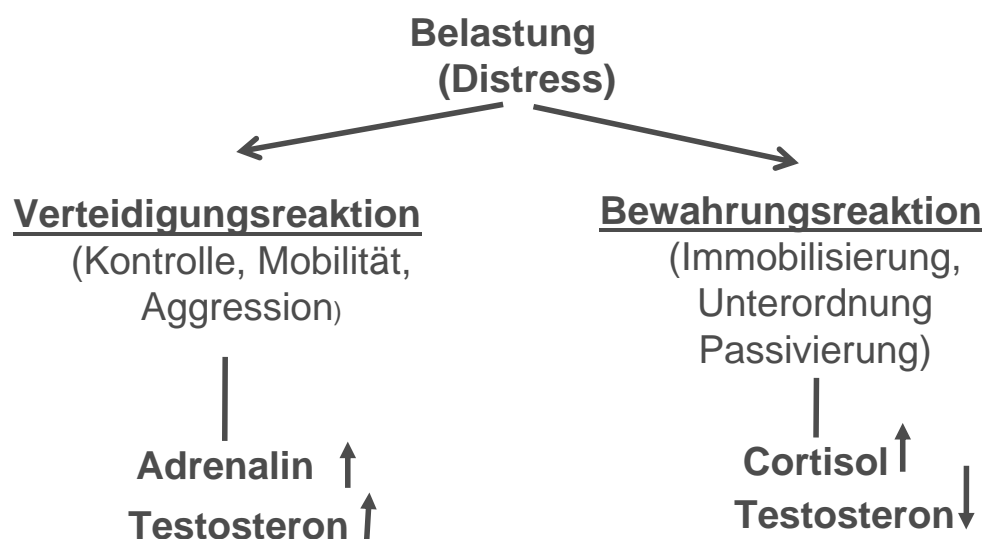 Belastung
(Distress)
Verteidigungsreaktion
(Kontrolle, Mobilität,
Aggression)
Adrenalin
Testosteron
Bewahrungsreaktion
(Immobilisierung,
Unterordnung
Passivierung)
Cortisol
Testosteron